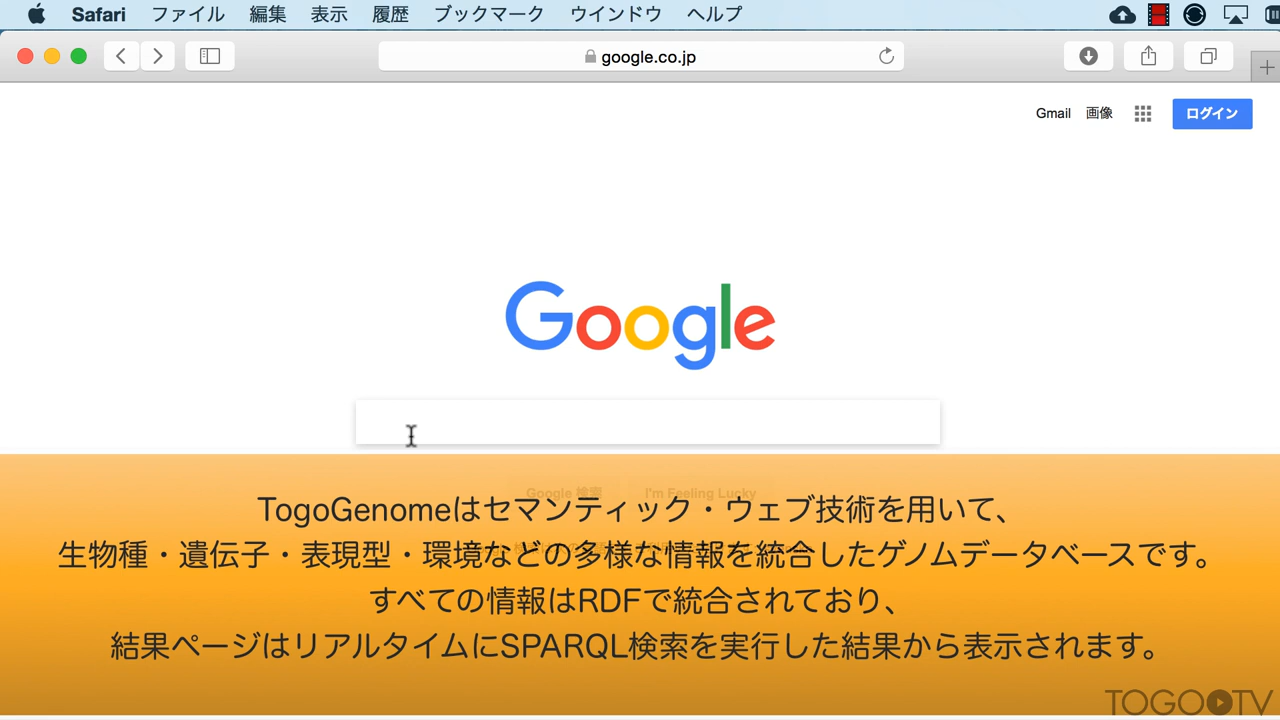 Safari ファイル 編集 表示 履歴 ブックマーク ウインドウ ヘルプ
google.co.jp
Gmail 画像 ログイン
Google
Google 検索 I'm Feeling Lucky
TogoGenomeはセマンティック・ウェブ技術を用いて、
生物種・遺伝子・表現型・環境などの多様な情報を統合したゲノムデータベースです。
すべての情報はRDFで統合されており、
結果ページはリアルタイムにSPARQL検索を実行した結果から表示されます。
TOGOTV